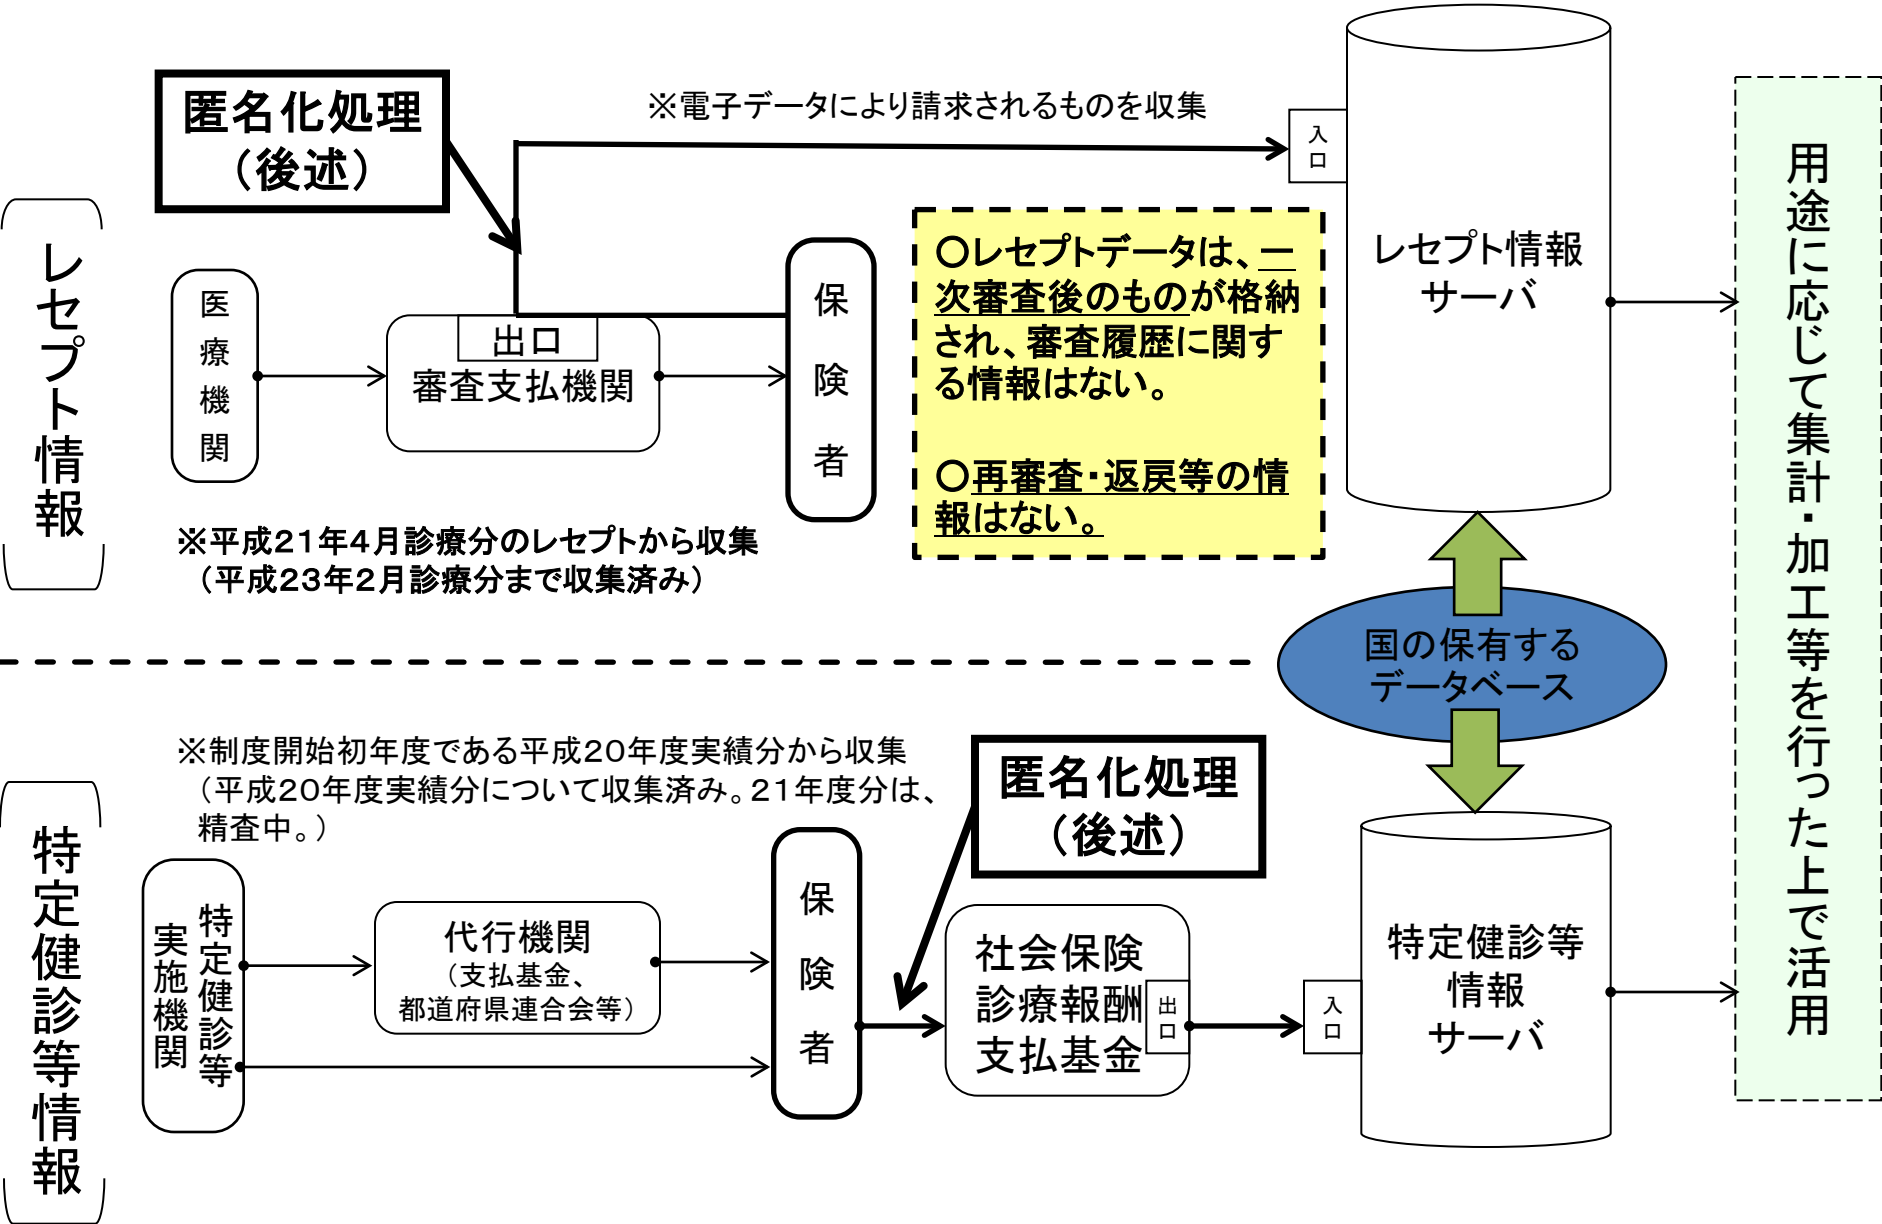 レセプト情報
匿名化処理
（後述）
※電子データにより請求されるものを収集
医療機関
出口
審査支払機関
保険者
○レセプトデータは、一
次審査後のものが格納
され、審査履歴に関す
る情報はない。
○再審査・返戻等の情
報はない。
※平成２１年４月診療分のレセプトから収集
（平成２３年２月診療分まで収集済み）
入口
レセプト情報
サーバ
国の保有する
データベース
用途に応じて集計・加工等を行った上で活用
特定健診等情報
※制度開始初年度である平成２０年度実績分から収集
（平成２０年度実績分について収集済み。２１年度分は、
精査中。）
匿名化処理
（後述）
特定健診等
実施機関
代行機関
（支払基金、
都道府県連合会等）
保険者
社会保険
診療報酬
支払基金
出口
入口
特定健診等
情報
サーバ